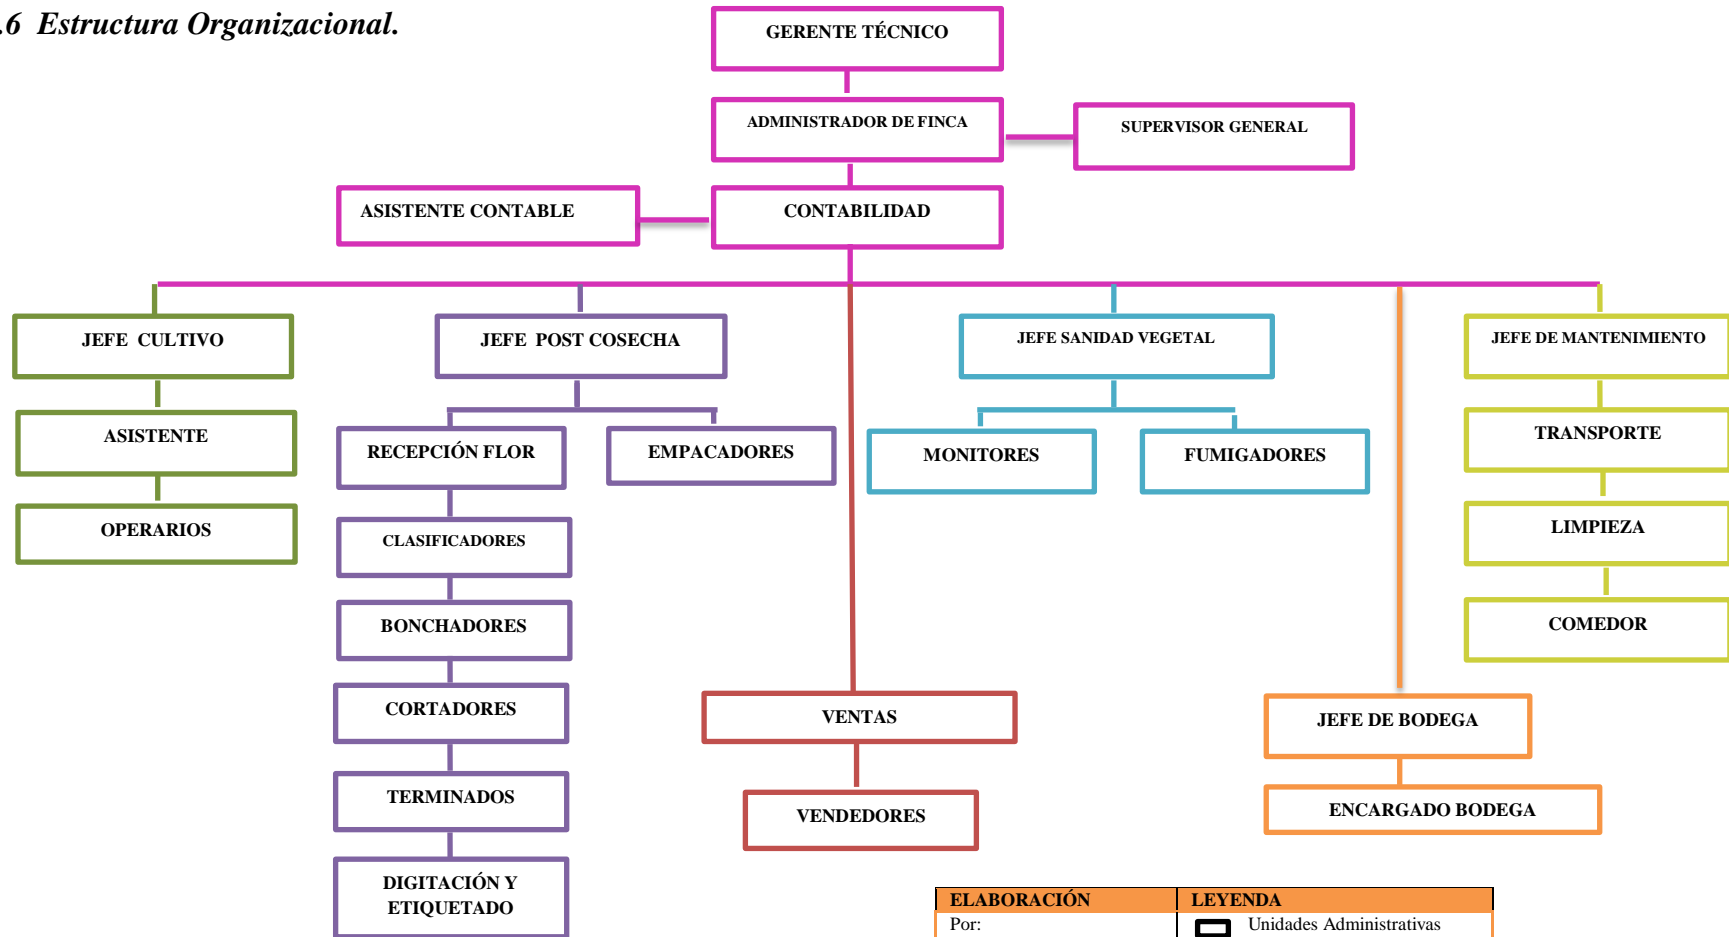 .6 Estructura Organizacional.
GERENTE TÉCNICO
ADMINISTRADOR DE FINCA
SUPERVISOR GENERAL
ASISTENTE CONTABLE
CONTABILIDAD
JEFE CULTIVO
JEFE POST COSECHA
JEFE SANIDAD VEGETAL
JEFE DE MANTENIMIENTO
ASISTENTE
RECEPCIÓN FLOR
EMPACADORES
MONITORES
FUMIGADORES
TRANSPORTE
OPERARIOS
CLASIFICADORES
LIMPIEZA
BONCHADORES
COMEDOR
CORTADORES
VENTAS
JEFE DE BODEGA
TERMINADOS
VENDEDORES
ENCARGADO BODEGA
DIGITACIÓN Y
ETIQUETADO
ELABORACIÓN
LEYENDA
Por:
Unidades Administrativas